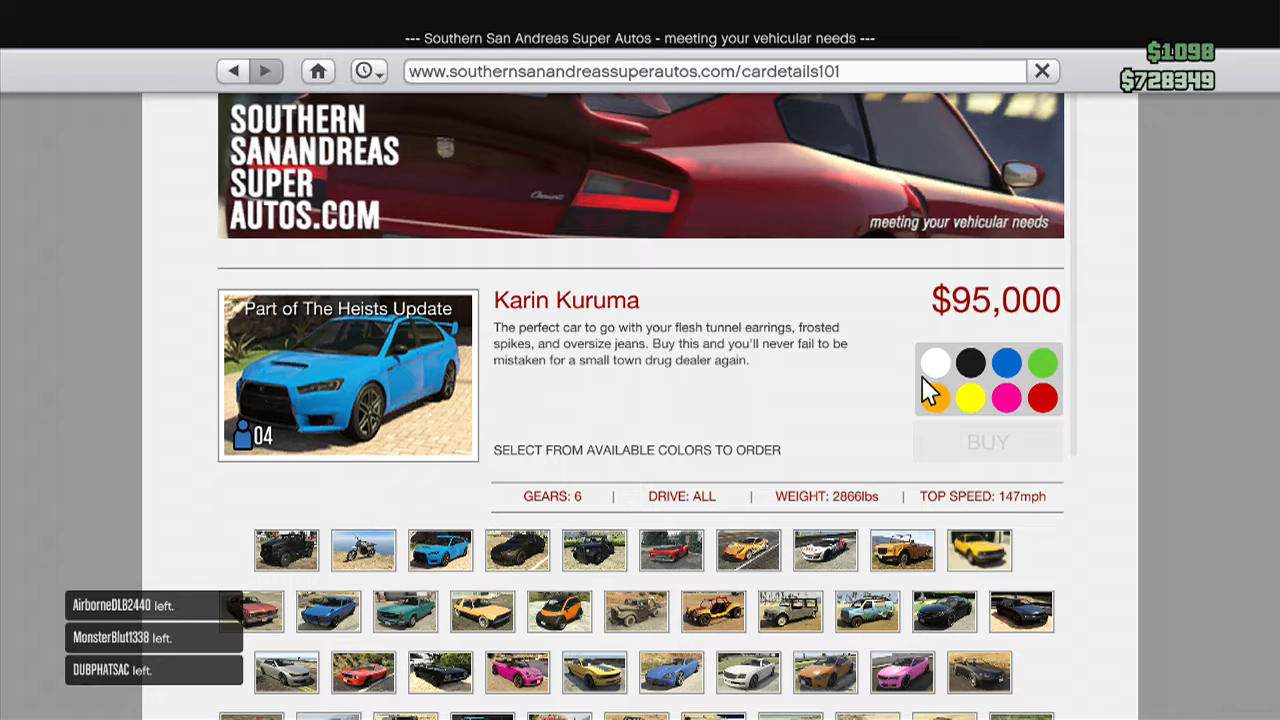 --- Southern San Andreas Super Autos - meeting your vehicular needs ---
$1098
www.southernsanandreassuperautos.com/cardetails101
$728349
SOUTHERN
SANANDREAS
SUPER
AUTOS.COM
meeting your vehicular needs
Part of The Heists Update
04
Karin Kuruma
$95,000
The perfect car to go with your flesh tunnel earrings, frosted
spikes, and oversize jeans. Buy this and you'll never fail to be
mistaken for a small town drug dealer again.
SELECT FROM AVAILABLE COLORS TO ORDER
BUY
GEARS: 6 | DRIVE: ALL | WEIGHT: 2866lbs | TOP SPEED: 147mph
AirborneDLB2440 left.
MonsterBlut1338 left.
DUBPHATSAC left.